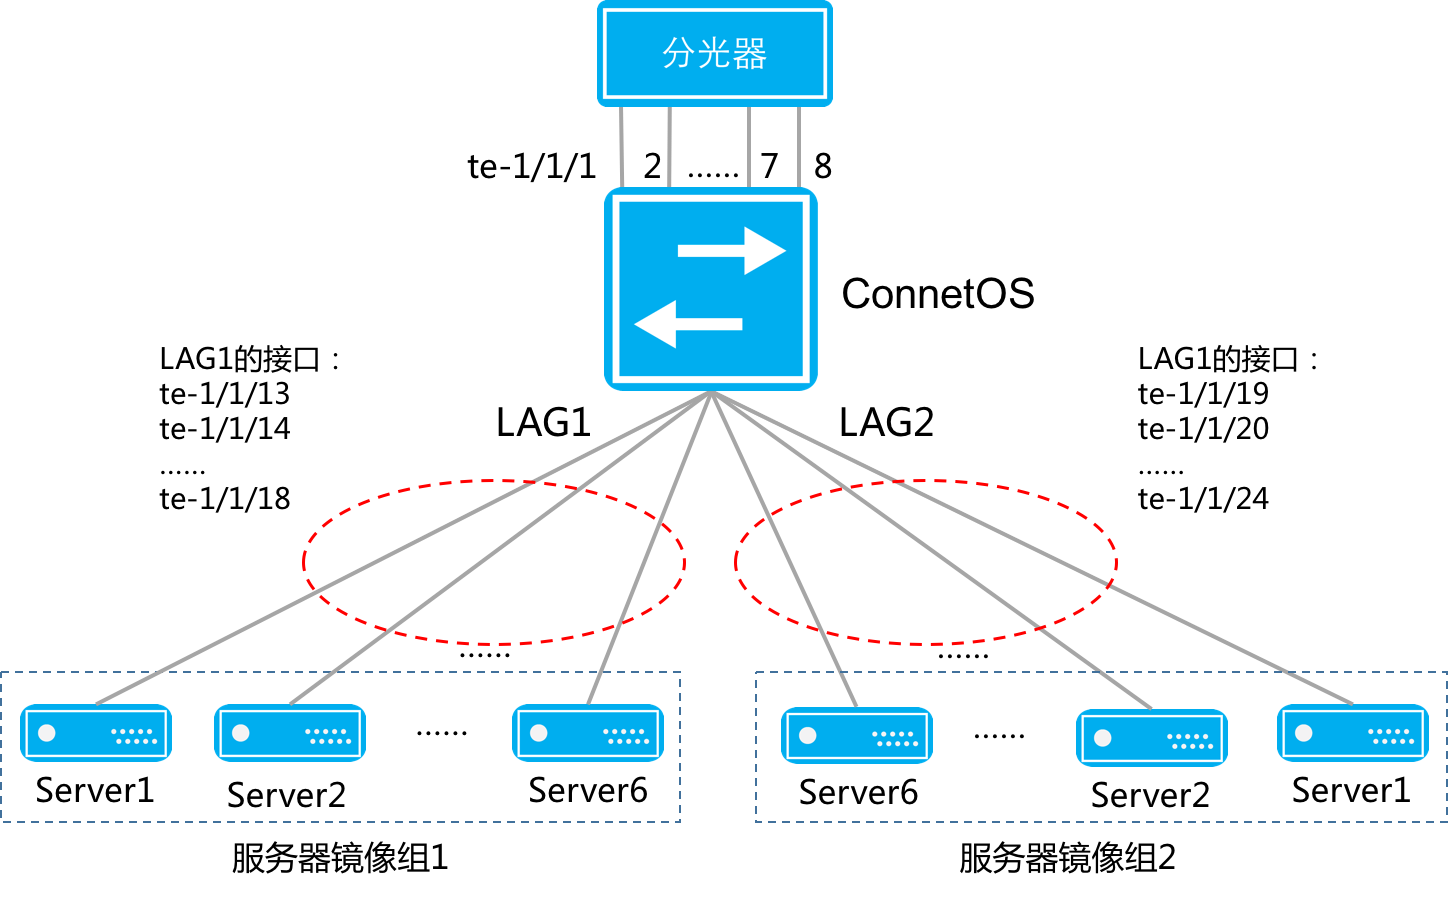 分光器
te-1/1/1 2 ...... 7 8
ConnetOS
LAG1的接口：
te-1/1/13
te-1/1/14
......
te-1/1/18
LAG1的接口：
te-1/1/19
te-1/1/20
......
te-1/1/24
LAG1
LAG2
......
......
......
......
Server1
Server2
Server6
Server6
Server2
Server1
服务器镜像组1
服务器镜像组2